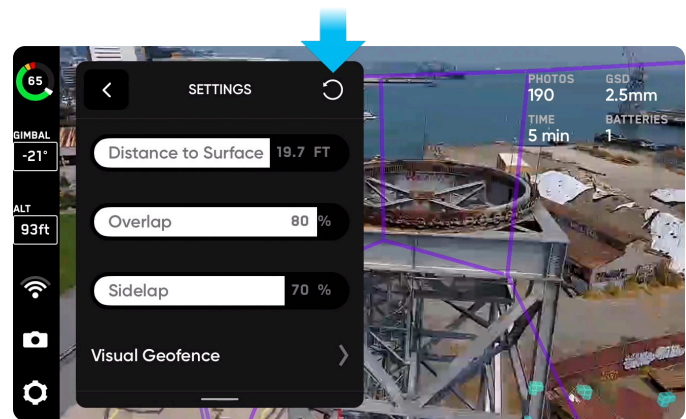 65
GIMBAL
-21°
ALT
93ft
SETTINGS
Distance to Surface 19.7 FT
Overlap 80 %
Sidelap 70 %
Visual Geofence
PHOTOS GSD
190 2.5mm
TIME BATTERIES
5 min 1